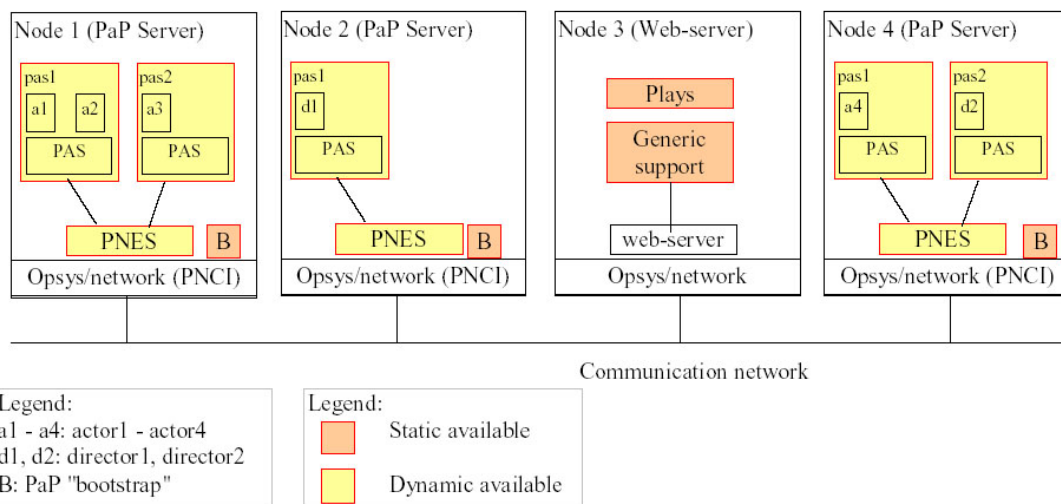 Node 1 (PaP Server)
pas1
a1
a2
PAS
pas2
a3
PAS
PNES
B
Opsys/network (PNCI)
Node 2 (PaP Server)
pas1
d1
PAS
PNES
B
Opsys/network (PNCI)
Node 3 (Web-server)
Plays
Generic
support
web-server
Opsys/network
Node 4 (PaP Server)
pas1
a4
PAS
pas2
d2
PAS
PNES
B
Opsys/network (PNCI)
Communication network
Legend:
a1 - a4: actor1 - actor4
d1, d2: director1, director2
B: PaP "bootstrap"
Legend:
Static available
Dynamic available